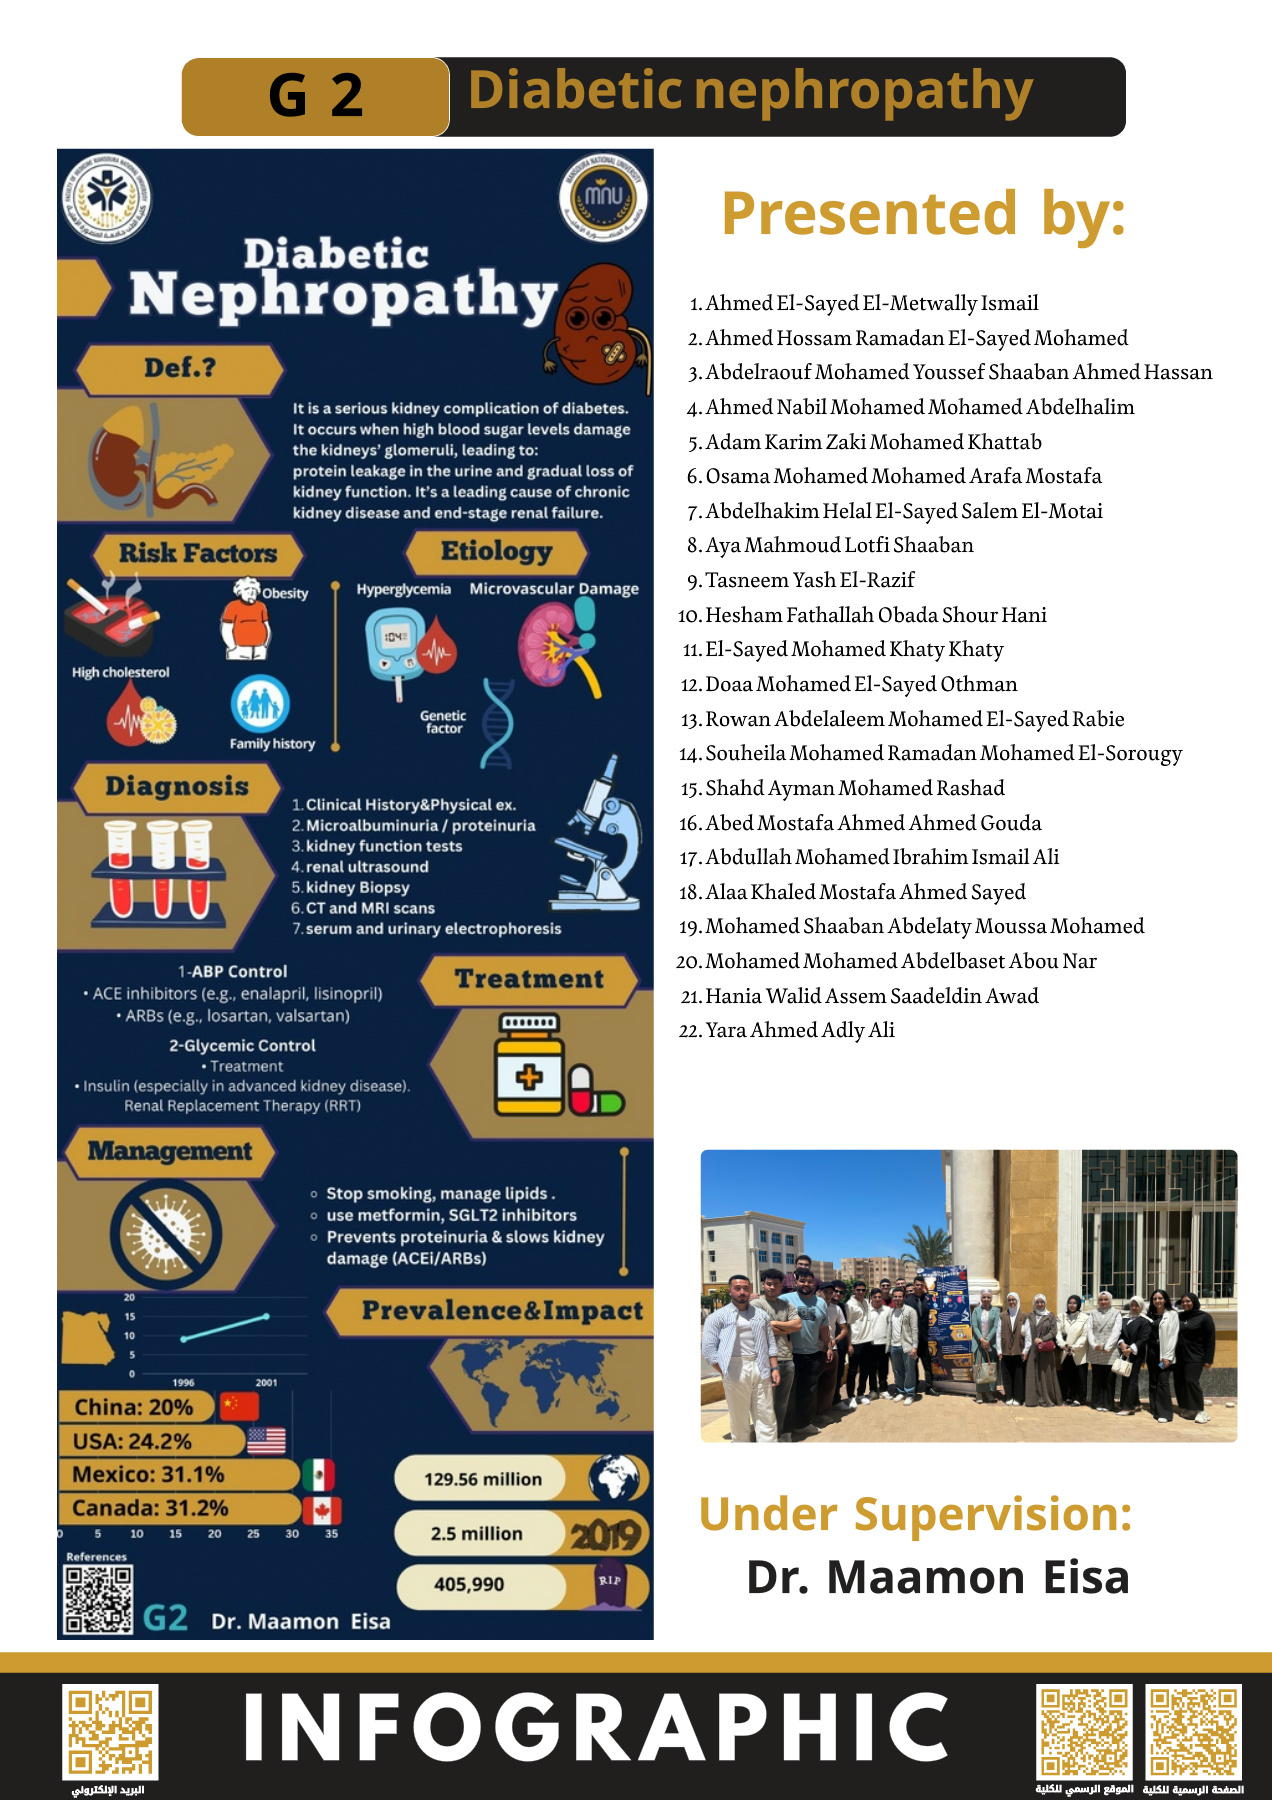 G 2
Diabetic nephropathy
FACULTY OF MEDICINE MANSOURA NATIONAL UNIVERSITY
MANSOURA NATIONAL UNIVERSITY
mnu
Diabetic
Nephropathy
Def.?
It is a serious kidney complication of diabetes.
It occurs when high blood sugar levels damage
the kidneys’ glomeruli, leading to:
protein leakage in the urine and gradual loss of
kidney function. It’s a leading cause of chronic
kidney disease and end-stage renal failure.
Risk Factors
Obesity
High cholesterol
Family history
Etiology
Hyperglycemia
Microvascular Damage
104
Genetic
factor
Diagnosis
1. Clinical History&Physical ex.
2. Microalbuminuria / proteinuria
3. kidney function tests
4. renal ultrasound
5. kidney Biopsy
6. CT and MRI scans
7. serum and urinary electrophoresis
Treatment
1-ABP Control
• ACE inhibitors (e.g., enalapril, lisinopril)
• ARBs (e.g., losartan, valsartan)
2-Glycemic Control
• Treatment
• Insulin (especially in advanced kidney disease).
Renal Replacement Therapy (RRT)
Management
Stop smoking, manage lipids .
use metformin, SGLT2 inhibitors
Prevents proteinuria & slows kidney
damage (ACEi/ARBs)
Prevalence&Impact
20
15
10
5
0
1996 2001
China: 20%
USA: 24.2%
Mexico: 31.1%
Canada: 31.2%
0 5 10 15 20 25 30 35
129.56 million
2.5 million
2019
405,990
RIP
References
G2 Dr. Maamon Eisa
Presented by:
1. Ahmed El-Sayed El-Metwally Ismail
2. Ahmed Hossam Ramadan El-Sayed Mohamed
3. Abdelraouf Mohamed Youssef Shaaban Ahmed Hassan
4. Ahmed Nabil Mohamed Mohamed Abdelhalim
5. Adam Karim Zaki Mohamed Khattab
6. Osama Mohamed Mohamed Arafa Mostafa
7. Abdelhakim Helal El-Sayed Salem El-Motai
8. Aya Mahmoud Lotfi Shaaban
9. Tasneem Yash El-Razif
10. Hesham Fathallah Obada Shour Hani
11. El-Sayed Mohamed Khaty Khaty
12. Doaa Mohamed El-Sayed Othman
13. Rowan Abdelaleem Mohamed El-Sayed Rabie
14. Souheila Mohamed Ramadan Mohamed El-Sorougy
15. Shahd Ayman Mohamed Rashad
16. Abed Mostafa Ahmed Ahmed Gouda
17. Abdullah Mohamed Ibrahim Ismail Ali
18. Alaa Khaled Mostafa Ahmed Sayed
19. Mohamed Shaaban Abdelaty Moussa Mohamed
20. Mohamed Mohamed Abdelbaset Abou Nar
21. Hania Walid Assem Saadeldin Awad
22. Yara Ahmed Adly Ali
Under Supervision:
Dr. Maamon Eisa
INFOGRAPHIC
البريد الإلكتروني
الموقع الرسمي للكلية
الصفحة الرسمية للكلية